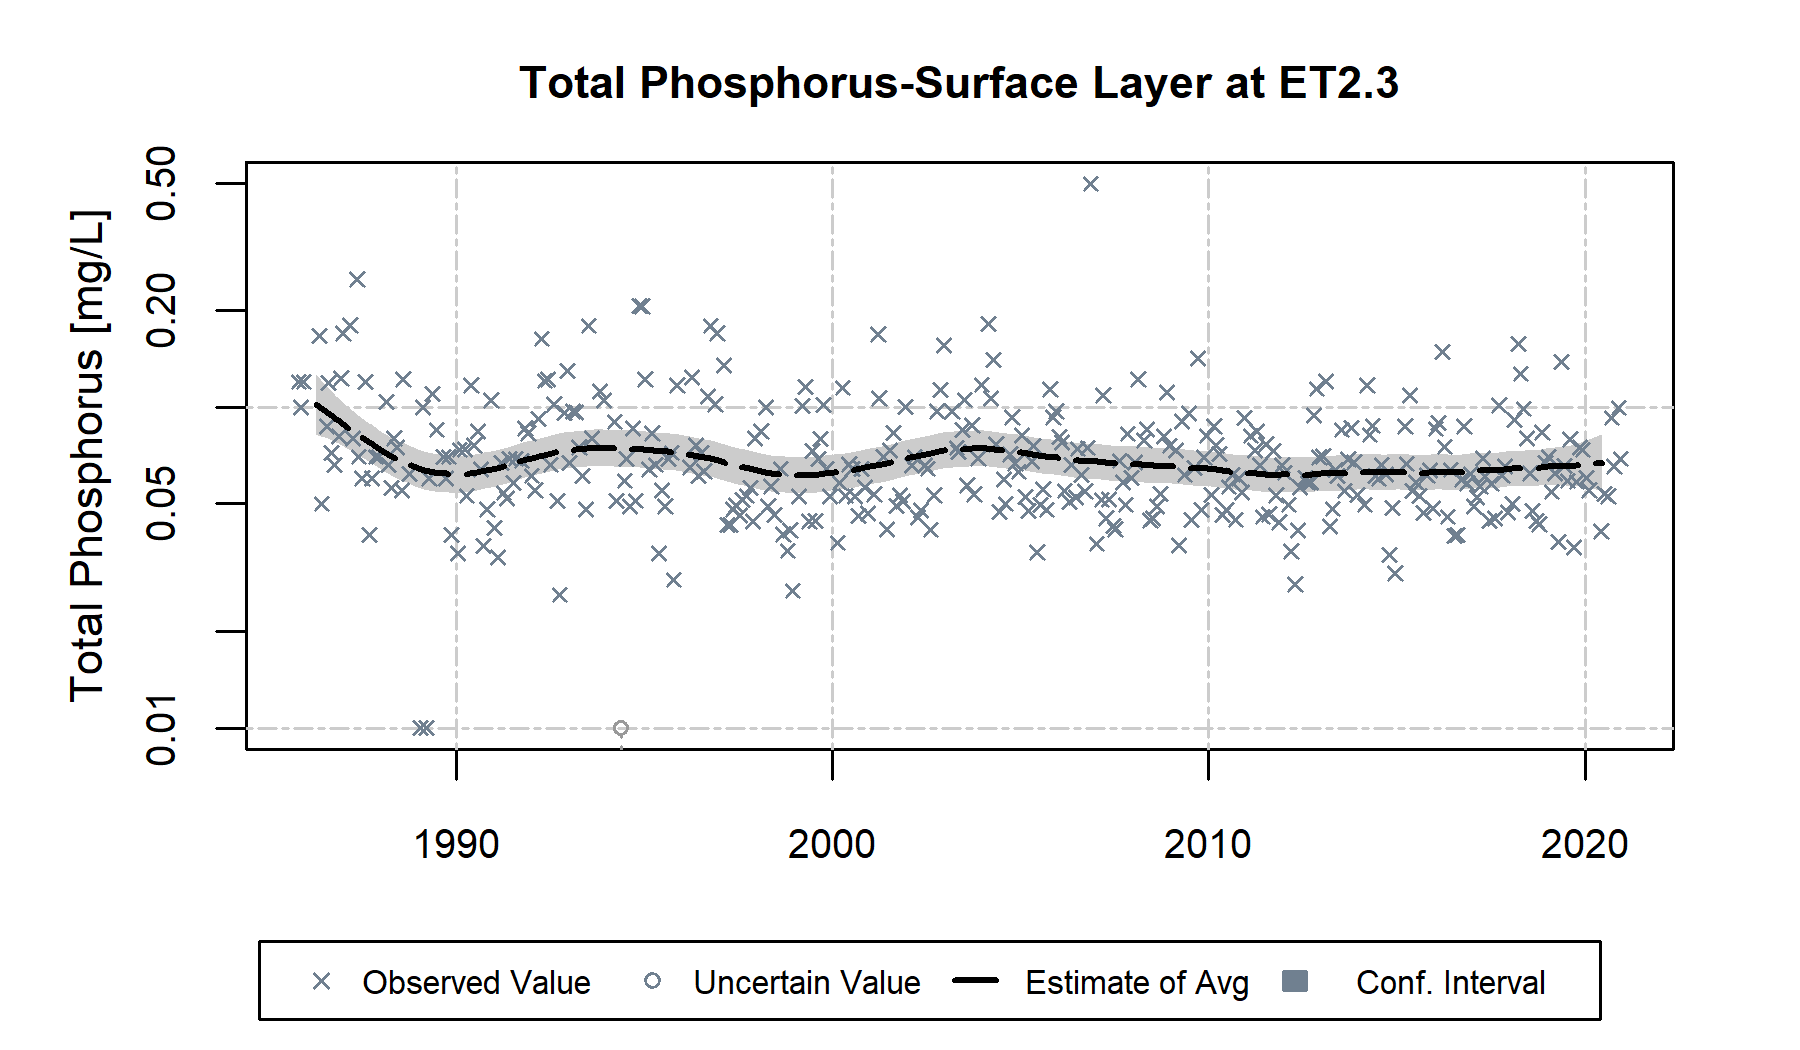 Total Phosphorus-Surface Layer at ET2.3
Total Phosphorus [mg/L]
0.50
0.20
0.05
0.01
1990 2000 2010 2020
Observed Value Uncertain Value Estimate of Avg Conf. Interval